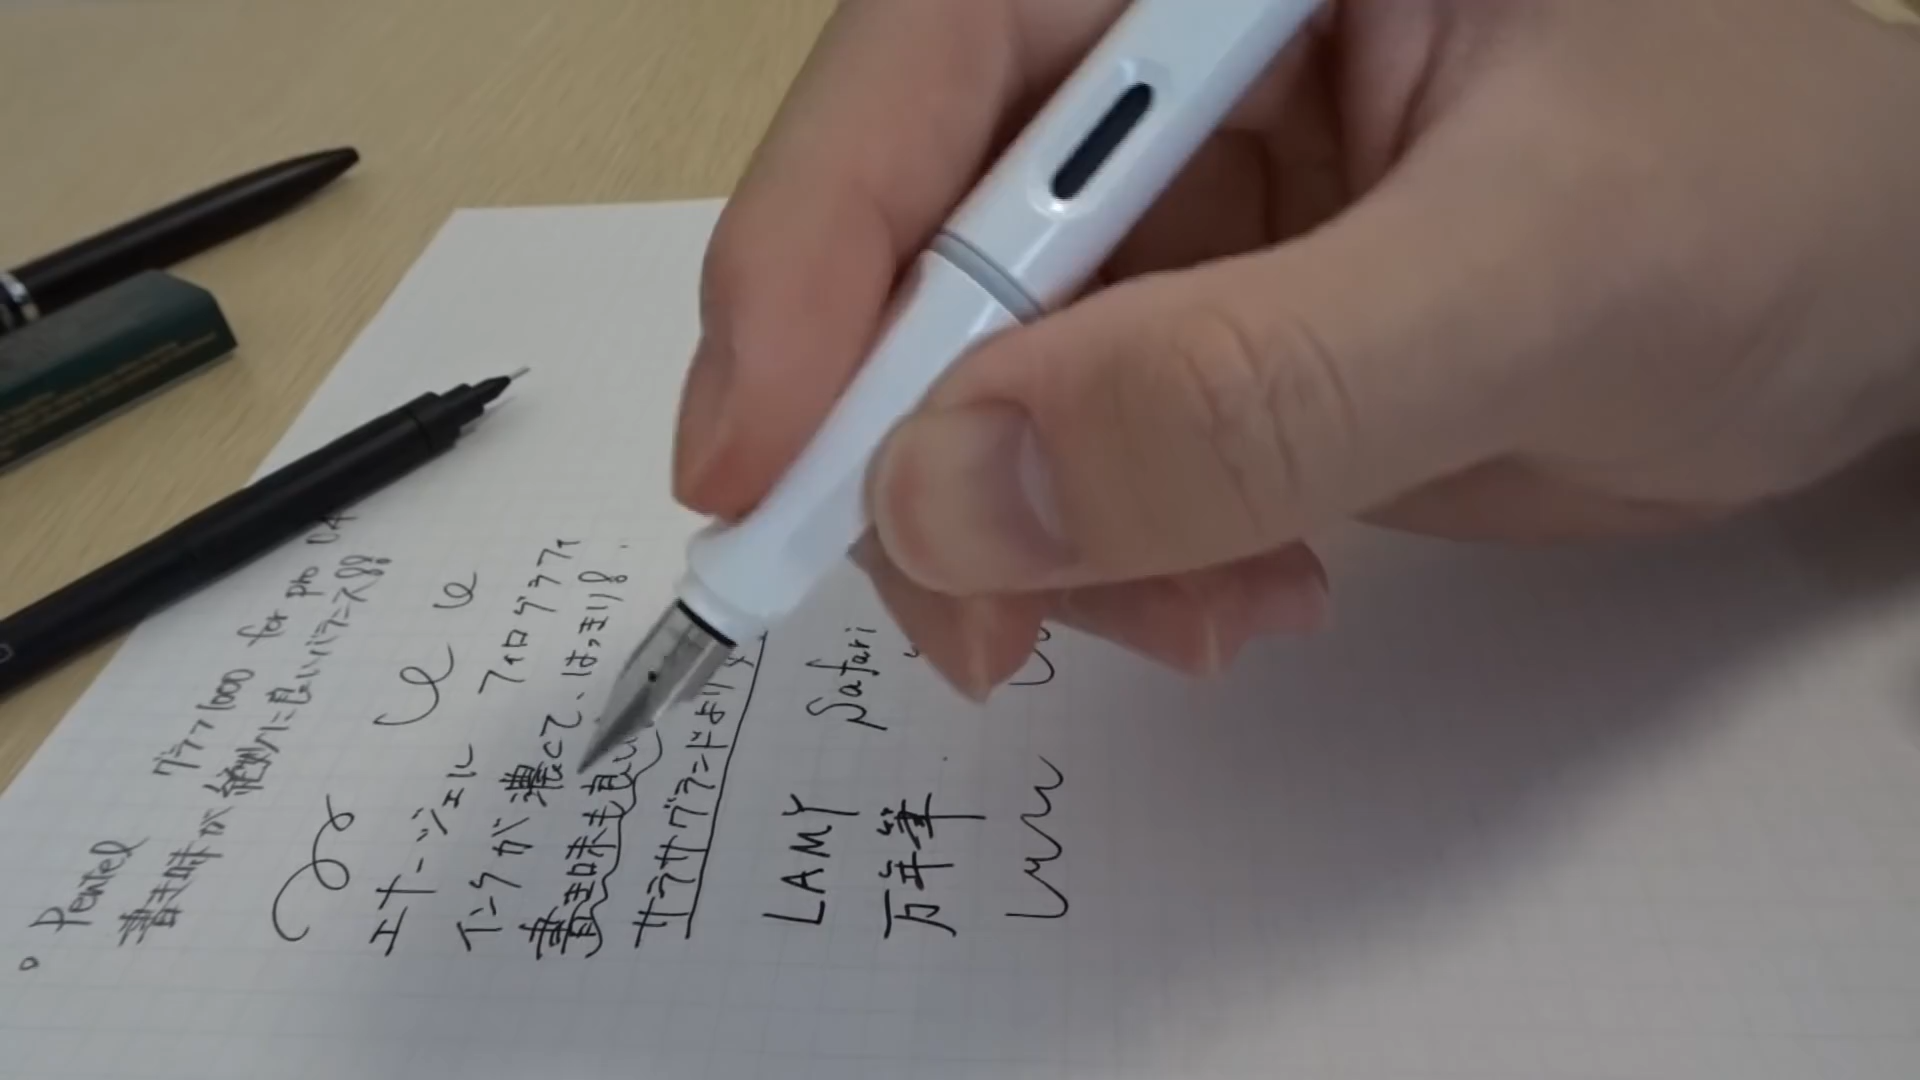 Pentel グラフ1000 for pro 0.4
書き味が絶妙に良いバランス!!
エナージェル フィログラフィ
インクが濃くて、はっきり!
書き味も良い
サラサグランドより
LAMY Safari
万年筆